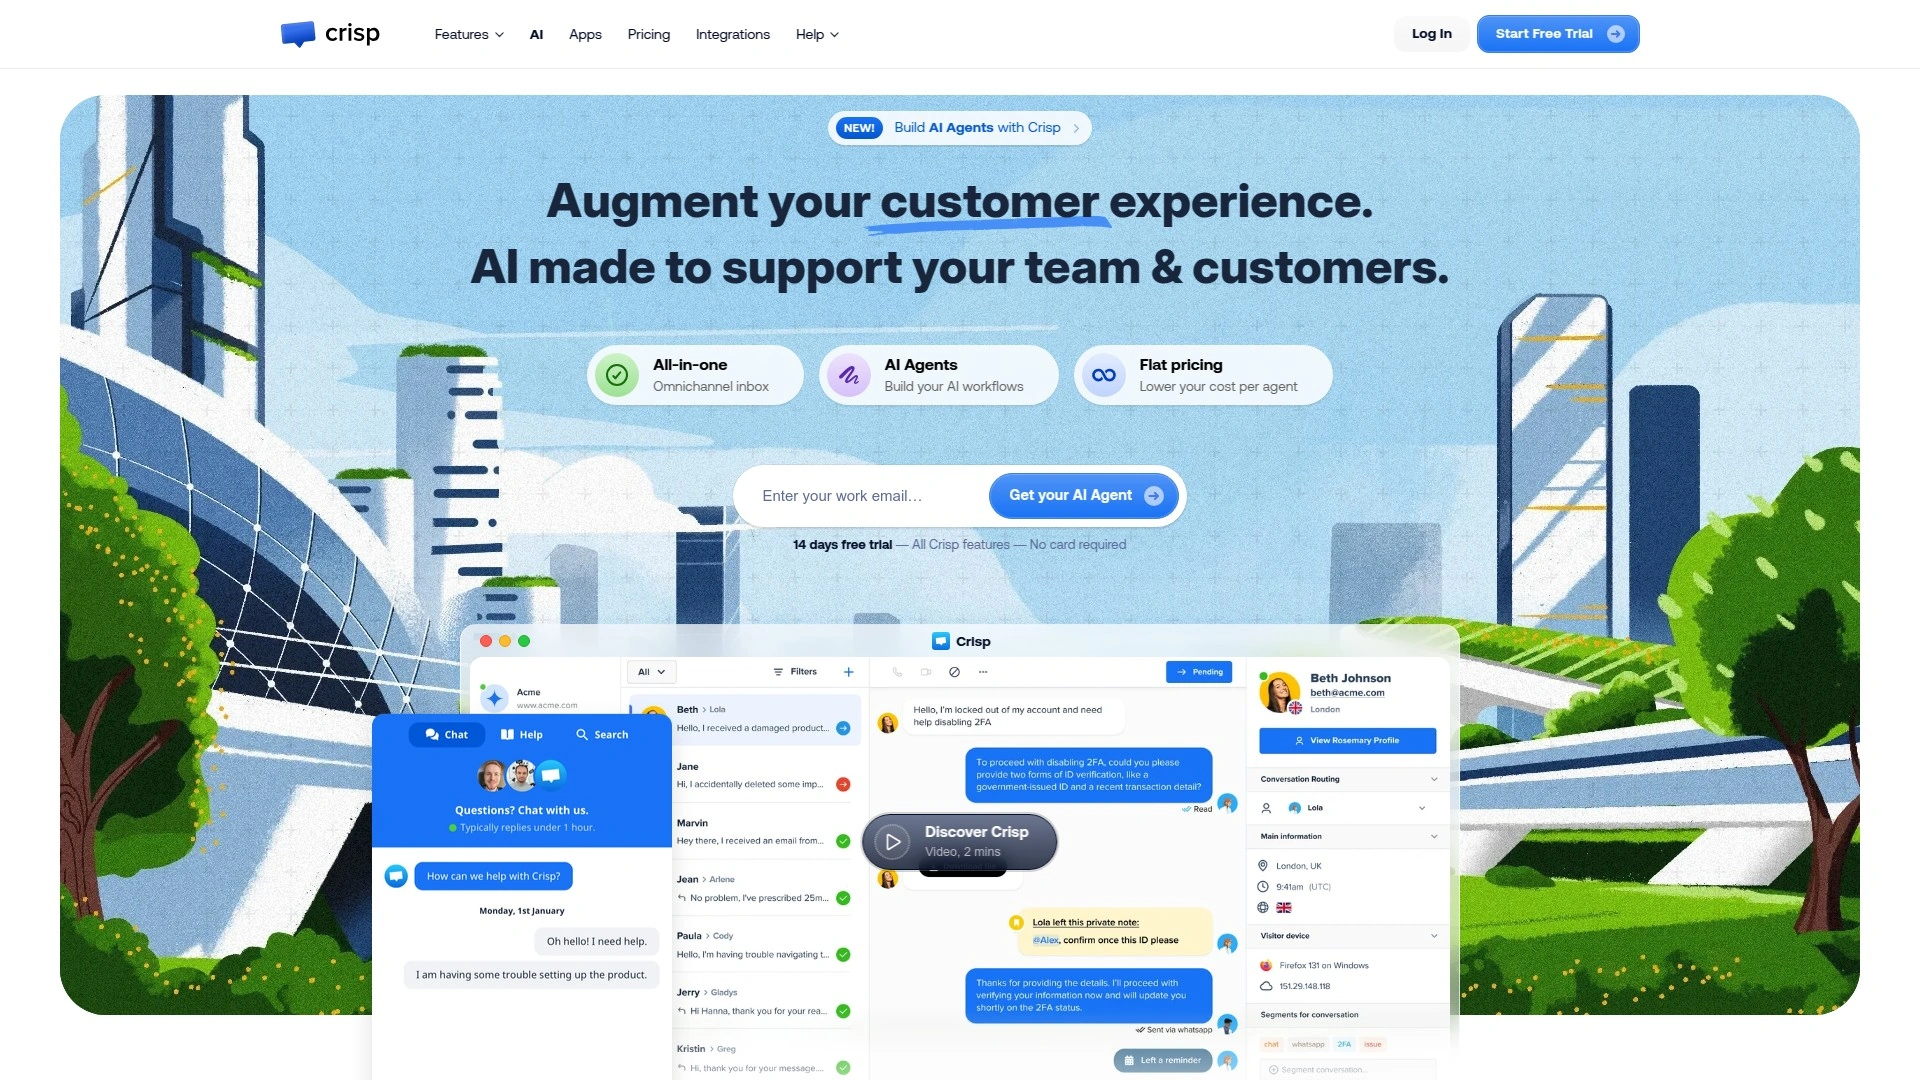 crisp
Features
AI
Apps
Pricing
Integrations
Help
Log In
Start Free Trial
NEW!
Build AI Agents with Crisp
Augment your customer experience.
AI made to support your team & customers.
All-in-one
Omnichannel inbox
AI Agents
Build your AI workflows
Flat pricing
Lower your cost per agent
Enter your work email...
Get your AI Agent
14 days free trial — All Crisp features — No card required
Crisp
Acme
www.acme.com
Chat
Help
Search
Questions? Chat with us.
Typically replies under 1 hour.
How can we help with Crisp?
Monday, 1st January
Oh hello! I need help.
I am having some trouble setting up the product.
All
Filters
Beth > Lola
Hello, I received a damaged product...
Jane
Hi, I accidentally deleted some imp...
Marvin
Hey there, I received an email from...
Jean > Arlene
No problem, I've prescribed 25m...
Paula > Cody
Hello, I'm having trouble navigating t...
Jerry > Gladys
Hi Hanna, thank you for your rea...
Kristin > Greg
Hi, thank you for your message....
Pending
Hello, I'm locked out of my account and need
help disabling 2FA
To proceed with disabling 2FA, could you please
provide two forms of ID verification, like a
government-issued ID and a recent transaction detail?
Read
Discover Crisp
Video, 2 mins
Lola left this private note:
@Alex, confirm once this ID please
Thanks for providing the details. I'll proceed with
verifying your information now and will update you
shortly on the 2FA status.
Sent via whatsapp
Left a reminder
Beth Johnson
beth@acme.com
London
View Rosemary Profile
Conversation Routing
Lola
Main information
London, UK
9:41am (UTC)
Visitor device
Firefox 131 on Windows
151.29.148.118
Segments for conversation
chat
whatsapp
2FA
issue
Segment conversation...